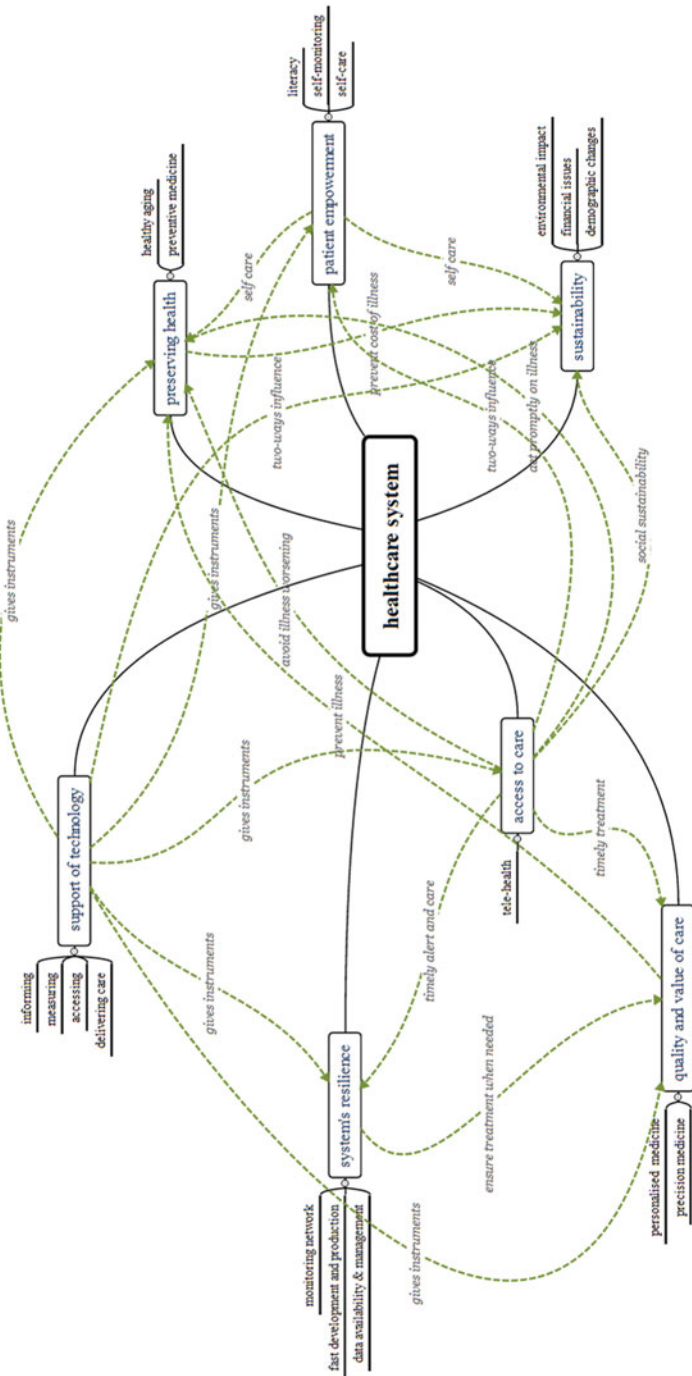 healthcare system
support of technology
informing
measuring
accessing
delivering care
preserving health
healthy aging
preventive medicine
patient empowerment
literacy
self-monitoring
self-care
sustainability
environmental impact
financial issues
demographic changes
access to care
tele-health
system's resilience
monitoring network
fast development and production
data availability & management
quality and value of care
personalised medicine
precision medicine
gives instruments
gives instruments
gives instruments
gives instruments
gives instruments
two-ways influence
two-ways influence
self care
self care
prevent cost of illness
act promptly on illness
avoid illness worsening
prevent illness
social sustainability
timely alert and care
timely treatment
ensure treatment when needed